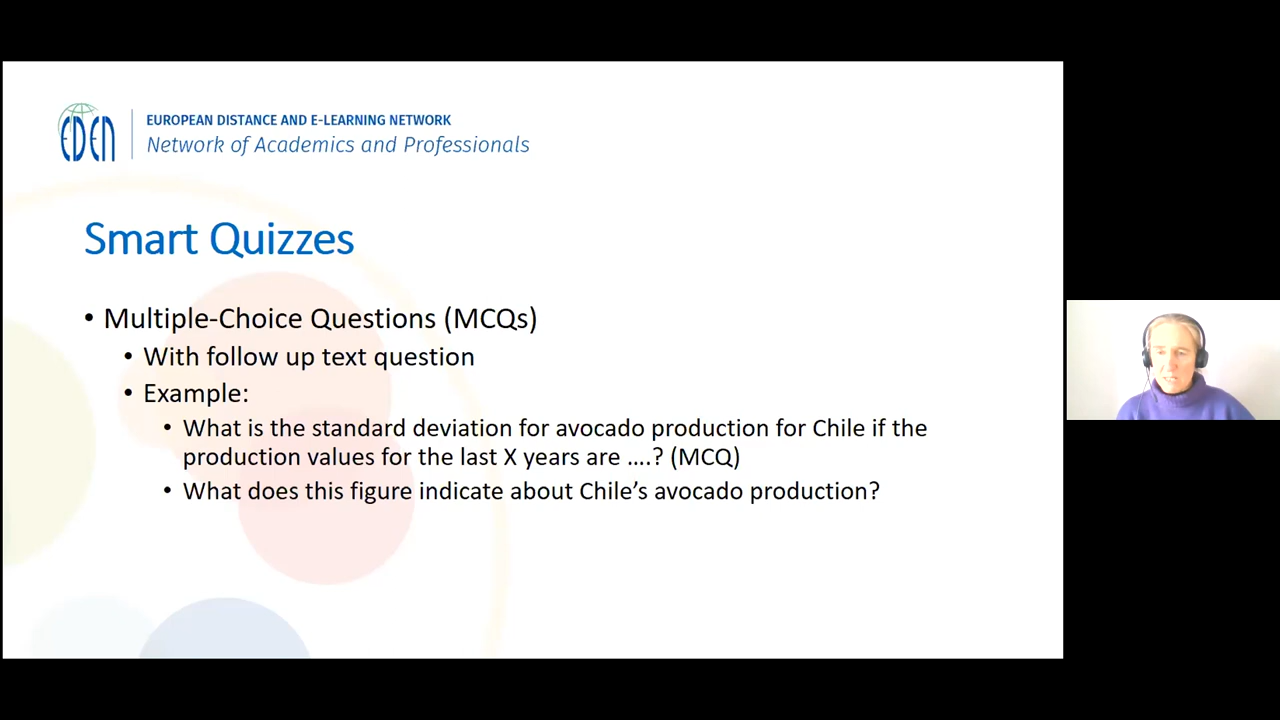 EDEN
EUROPEAN DISTANCE AND E-LEARNING NETWORK
Network of Academics and Professionals
Smart Quizzes
• Multiple-Choice Questions (MCQs)
• With follow up text question
• Example:
• What is the standard deviation for avocado production for Chile if the
production values for the last X years are ….? (MCQ)
• What does this figure indicate about Chile’s avocado production?